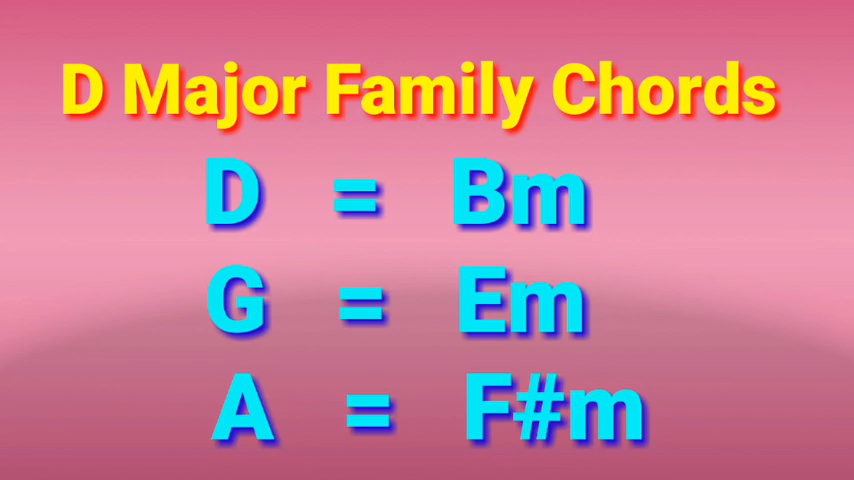 D Major Family Chords
D = Bm
G = Em
A = F#m